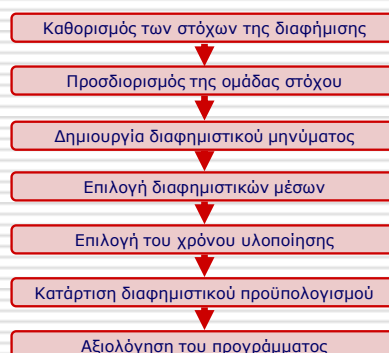 Καθορισμός των στόχων της διαφήμισης
Προσδιορισμός της ομάδας στόχου
Δημιουργία διαφημιστικού μηνύματος
Επιλογή διαφημιστικών μέσων
Επιλογή του χρόνου υλοποίησης
Κατάρτιση διαφημιστικού προϋπολογισμού
Αξιολόγηση του προγράμματος